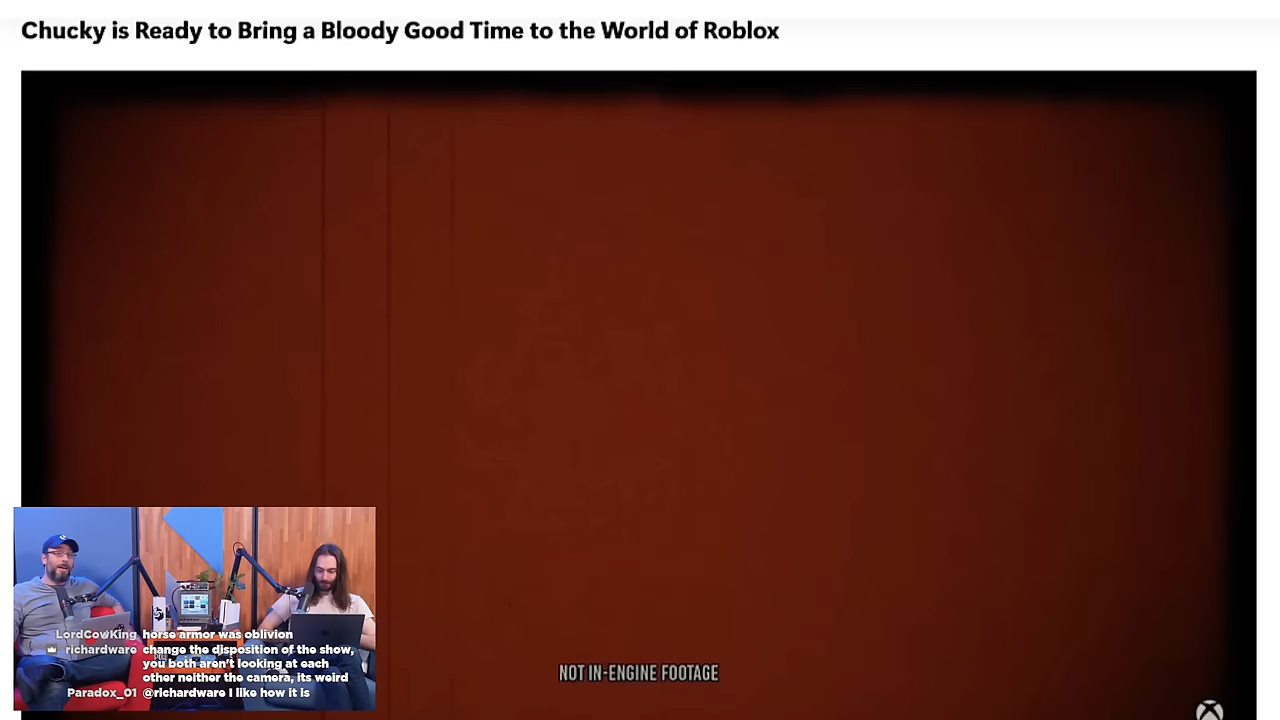 Chucky is Ready to Bring a Bloody Good Time to the World of Roblox
NOT IN-ENGINE FOOTAGE
LordCowKing horse armor was oblivion
richardware change the disposition of the show,
you both aren't looking at each
other neither the camera, its weird
Paradox_01 @richardware I like how it is